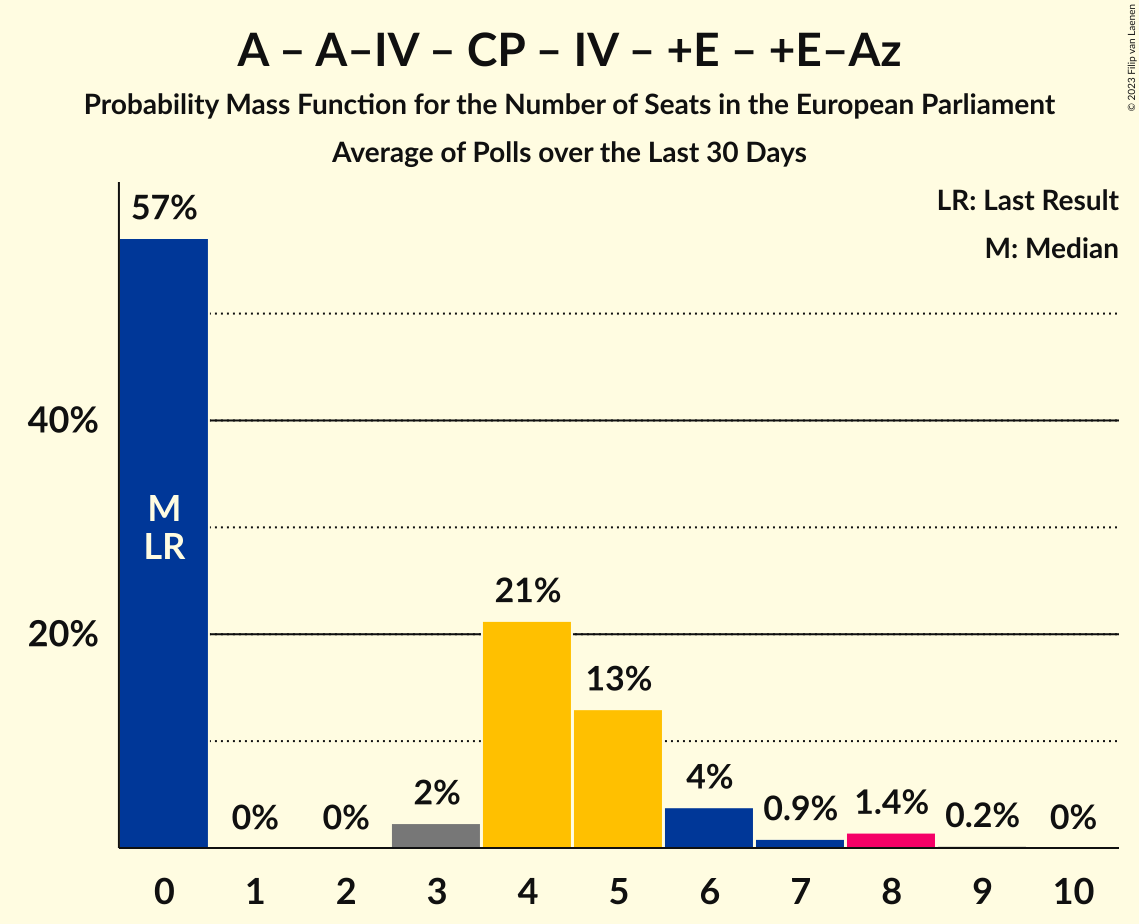 A – A–IV – CP – IV – +E – +E–Az
Probability Mass Function for the Number of Seats in the European Parliament
Average of Polls over the Last 30 Days
© 2023 Filip van Laenen
LR: Last Result
M: Median
57%
40%
M
LR
21%
20%
13%
4%
2%
1.4%
0.9%
0.2%
0%
0%
0%
0 1 2 3 4 5 6 7 8 9 10